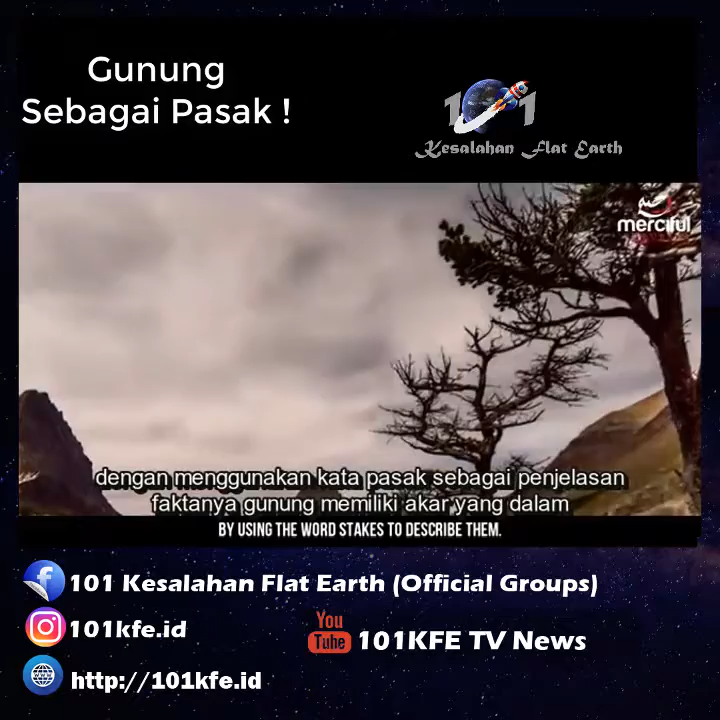 Gunung
Sebagai Pasak !
101
Kesalahan Flat Earth
merciful
dengan menggunakan kata pasak sebagai penjelasan
faktanya gunung memiliki akar yang dalam
BY USING THE WORD STAKES TO DESCRIBE THEM.
101 Kesalahan Flat Earth (Official Groups)
101kfe.id
You
Tube
101KFE TV News
http://101kfe.id